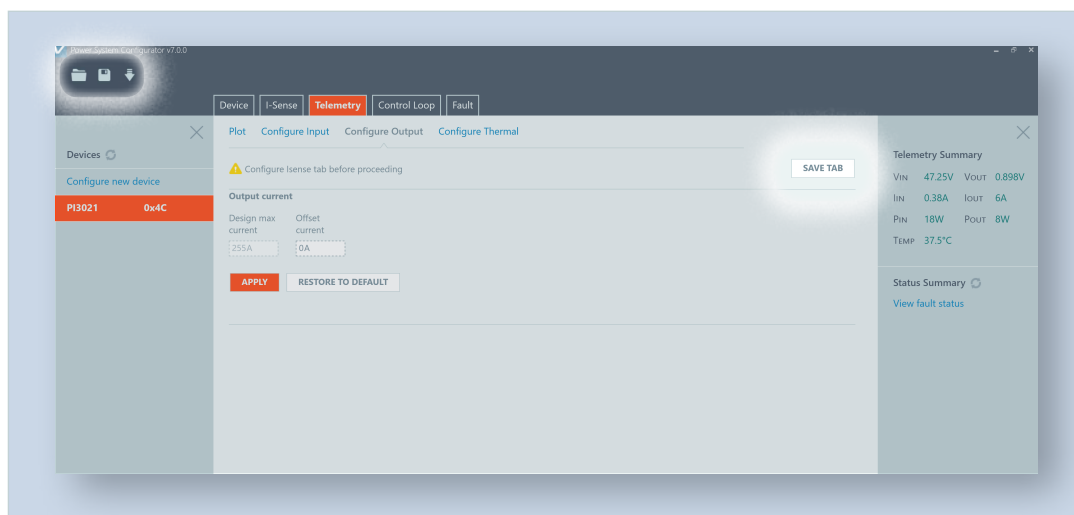 Power System Configurator v7.0.0
Device I-Sense Telemetry Control Loop Fault
Plot Configure Input Configure Output Configure Thermal
Devices
Configure new device
PI3021 0x4C
Configure Isense tab before proceeding
SAVE TAB
Output current
Design max current
Offset current
255A
0A
APPLY
RESTORE TO DEFAULT
Telemetry Summary
VIN 47.25V VOUT 0.898V
IIN 0.38A IOUT 6A
PIN 18W POUT 8W
TEMP 37.5°C
Status Summary
View fault status